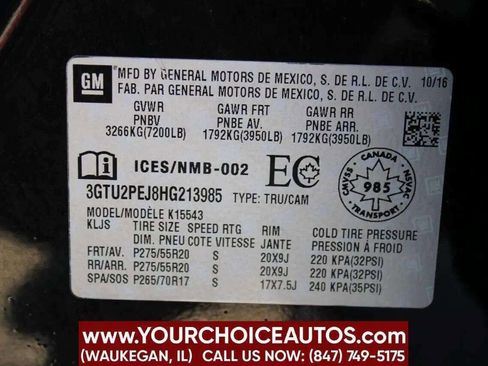 GM
MFD BY GENERAL MOTORS DE MEXICO, S. DE R.L. DE C.V. 10/16
FAB. PAR GENERAL MOTORS DE MEXICO, S. DE R.L. DE C.V.
GVWR GAWR FRT GAWR RR
PNBV PNBE AV. PNBE ARR.
3266KG(7200LB) 1792KG(3950LB) 1792KG(3950LB)
i ICES/NMB-002 EC CANADA CMVSS 985 NSVAC TRANSPORT
3GTU2PEJ8HG213985 TYPE: TRU/CAM
MODEL/MODÈLE K15543
KLJS TIRE SIZE SPEED RTG RIM COLD TIRE PRESSURE
DIM. PNEU COTE VITESSE JANTE PRESSION À FROID
FRT/AV. P275/55R20 S 20X9J 220 KPA(32PSI)
RR/ARR. P275/55R20 S 20X9J 220 KPA(32PSI)
SPA/SOS P265/70R17 S 17X7.5J 240 KPA(35PSI)
WWW.YOURCHOICEAUTOS.COM
(WAUKEGAN, IL) CALL US NOW: (847) 749-5175